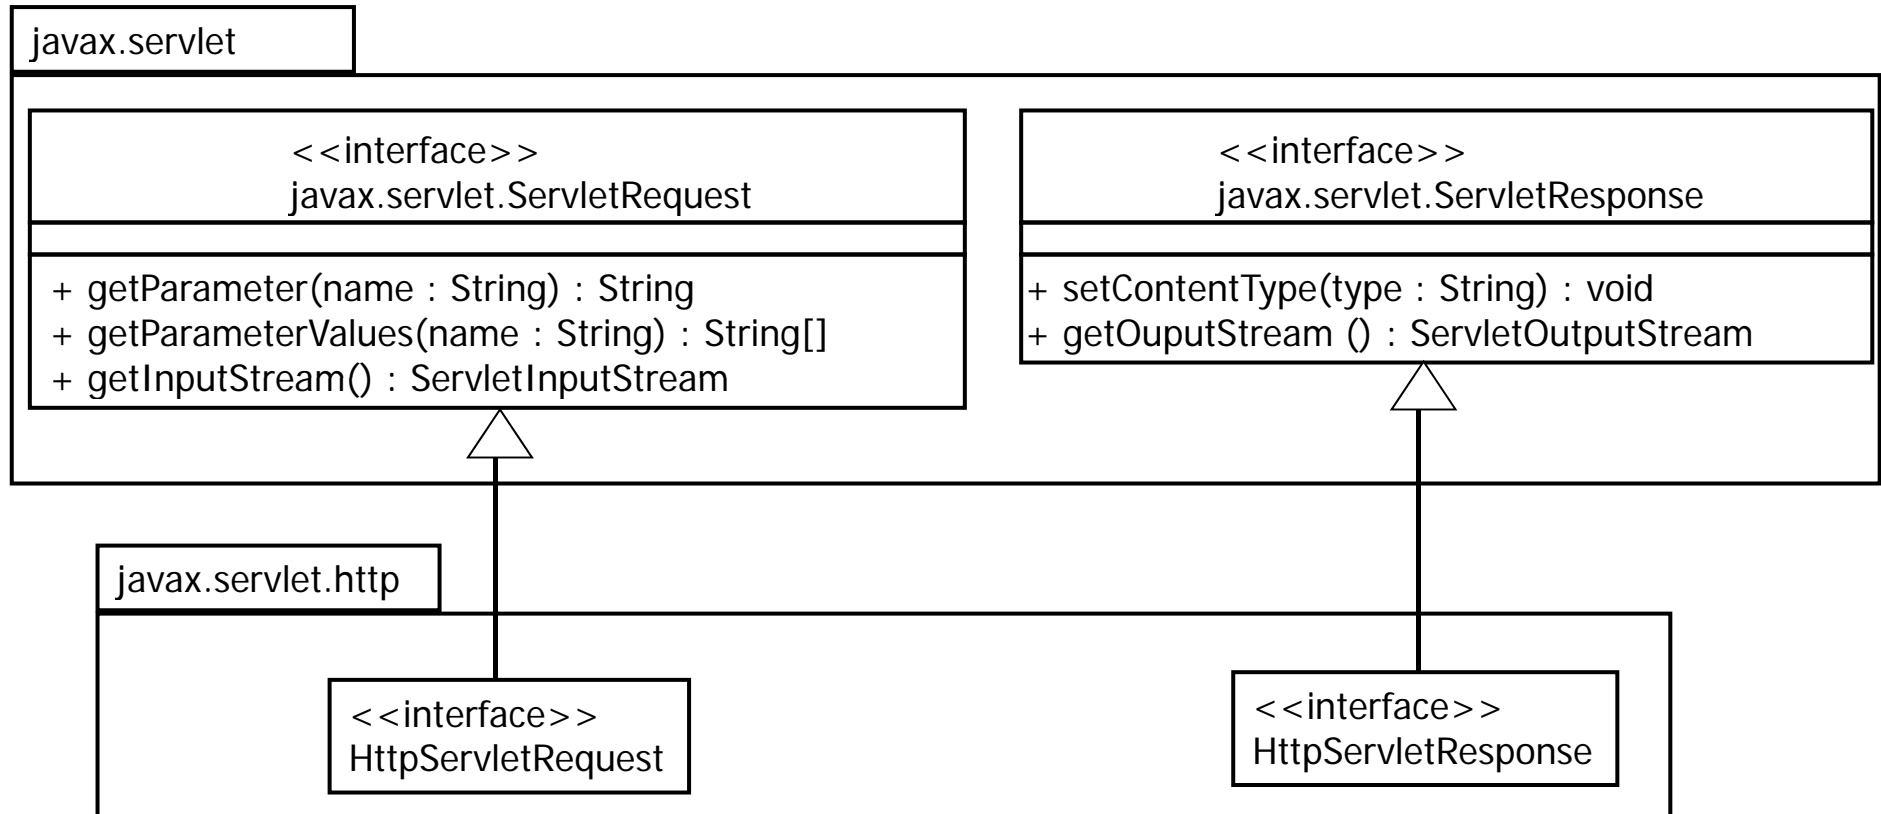 javax.servlet
<<interface>>
javax.servlet.ServletRequest
+ getParameter(name : String) : String
+ getParameterValues(name : String) : String[]
+ getInputStream() : ServletInputStream
<<interface>>
javax.servlet.ServletResponse
+ setContentType(type : String) : void
+ getOuputStream () : ServletOutputStream
javax.servlet.http
<<interface>>
HttpServletRequest
<<interface>>
HttpServletResponse